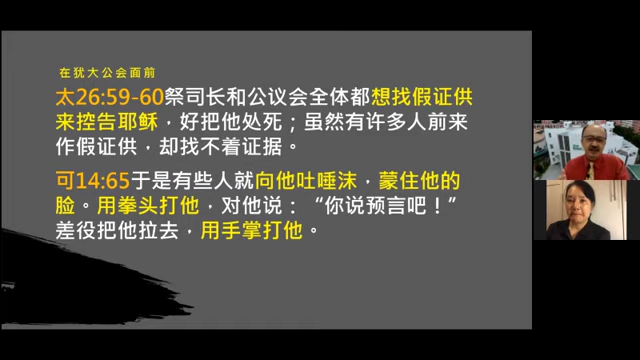 在犹大公会面前
太26:59-60祭司长和公议会全体都想找假证供
来控告耶稣，好把他处死；虽然有许多人前来
作假证供，却找不着证据。
可14:65于是有些人就向他吐唾沫，蒙住他的
脸。用拳头打他，对他说：“你说预言吧！”
差役把他拉去，用手掌打他。